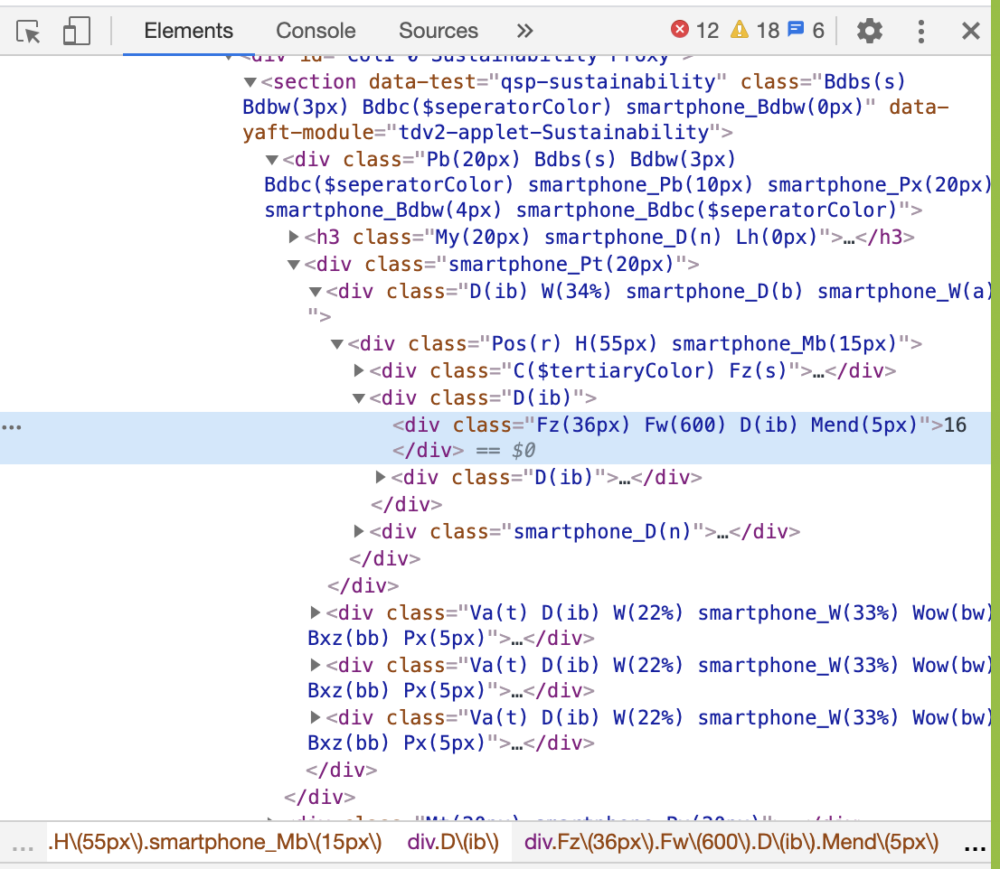 Elements Console Sources 12 18 6
<div id="Col1-0-Sustainability-Proxy">
<section data-test="qsp-sustainability" class="Bdbs(s)
Bdbw(3px) Bdbc($seperatorColor) smartphone_Bdbw(0px)" data-
yaft-module="tdv2-applet-Sustainability">
<div class="Pb(20px) Bdbs(s) Bdbw(3px)
Bdbc($seperatorColor) smartphone_Pb(10px) smartphone_Px(20px)
smartphone_Bdbw(4px) smartphone_Bdbc($seperatorColor)">
<h3 class="My(20px) smartphone_D(n) Lh(0px)">…</h3>
<div class="smartphone_Pt(20px)">
<div class="D(ib) W(34%) smartphone_D(b) smartphone_W(a)
">
<div class="Pos(r) H(55px) smartphone_Mb(15px)">
<div class="C($tertiaryColor) Fz(s)">…</div>
<div class="D(ib)">
<div class="Fz(36px) Fw(600) D(ib) Mend(5px)">16
</div> == $0
<div class="D(ib)">…</div>
</div>
<div class="smartphone_D(n)">…</div>
</div>
</div>
<div class="Va(t) D(ib) W(22%) smartphone_W(33%) Wow(bw)
Bxz(bb) Px(5px)">…</div>
<div class="Va(t) D(ib) W(22%) smartphone_W(33%) Wow(bw)
Bxz(bb) Px(5px)">…</div>
<div class="Va(t) D(ib) W(22%) smartphone_W(33%) Wow(bw)
Bxz(bb) Px(5px)">…</div>
</div>
</div>
<div class="Mt(20px) smartphone_Px(20px)">…</div>
... .H\(55px\).smartphone_Mb\(15px\) div.D\(ib\) div.Fz\(36px\).Fw\(600\).D\(ib\).Mend\(5px\) ...